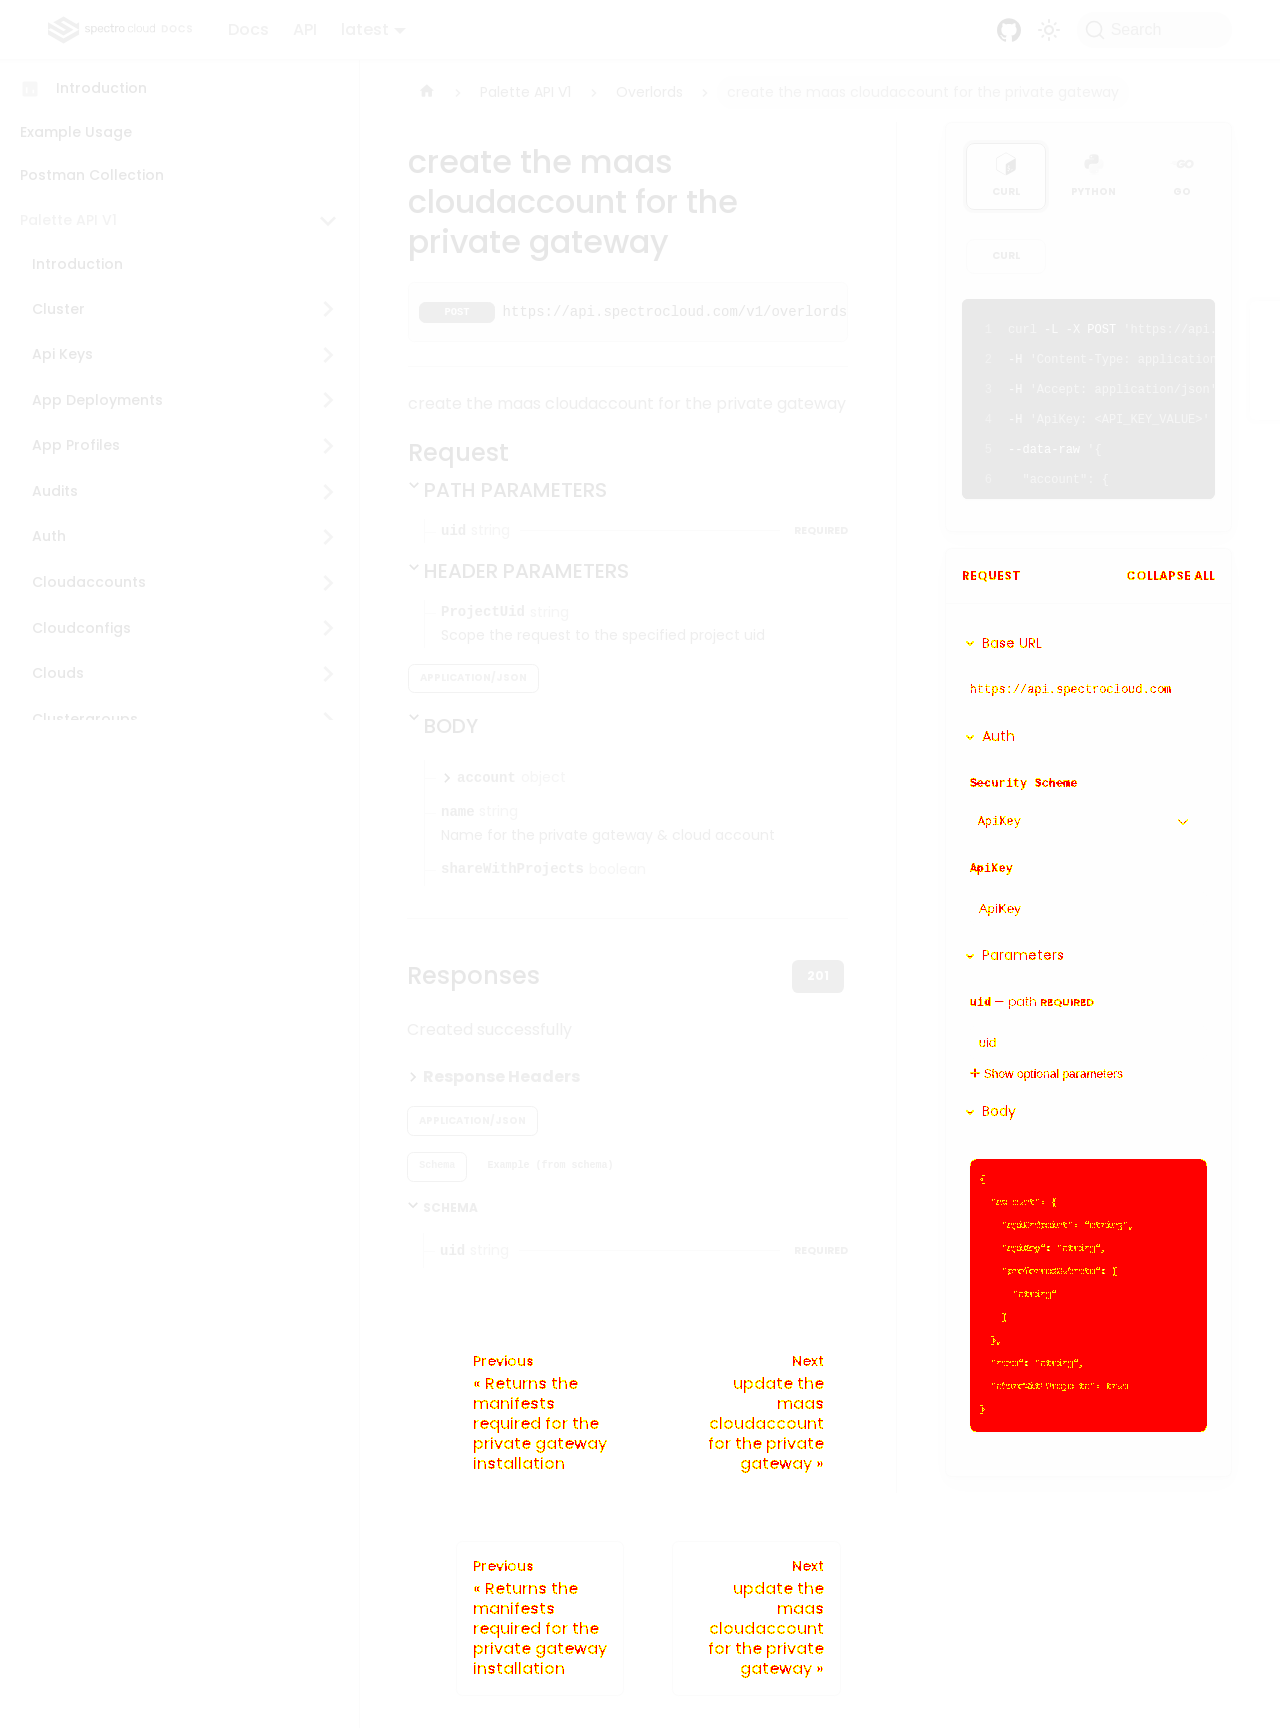 spectro cloud DOCS
Docs API latest
Search
Introduction
Example Usage
Postman Collection
Palette API V1
Introduction
Cluster
Api Keys
App Deployments
App Profiles
Audits
Auth
Cloudaccounts
Cloudconfigs
Clouds
Clustergroups
Palette API V1 > Overlords > create the maas cloudaccount for the private gateway
create the maas
cloudaccount for the
private gateway
POST https://api.spectrocloud.com/v1/overlords
create the maas cloudaccount for the private gateway
Request
PATH PARAMETERS
uid string REQUIRED
HEADER PARAMETERS
ProjectUid string
Scope the request to the specified project uid
APPLICATION/JSON
BODY
account object
name string
Name for the private gateway & cloud account
shareWithProjects boolean
Responses 201
Created successfully
Response Headers
APPLICATION/JSON
Schema Example (from schema)
SCHEMA
uid string REQUIRED
Previous
« Returns the
manifests
required for the
private gateway
installation
Next
update the
maas
cloudaccount
for the private
gateway »
Previous
« Returns the
manifests
required for the
private gateway
installation
Next
update the
maas
cloudaccount
for the private
gateway »
CURL PYTHON GO
CURL
1 curl -L -X POST 'https://api.
2 -H 'Content-Type: application
3 -H 'Accept: application/json'
4 -H 'ApiKey: <API_KEY_VALUE>'
5 --data-raw '{
6 "account": {
REQUEST COLLAPSE ALL
Base URL
https://api.spectrocloud.com
Auth
Security Scheme
ApiKey
ApiKey
ApiKey
Parameters
uid — path REQUIRED
uid
Show optional parameters
Body
{
"account": {
"apiEndpoint": "string",
"apiKey": "string",
"preferredSubnets": [
"string"
]
},
"name": "string",
"shareWithProjects": true
}